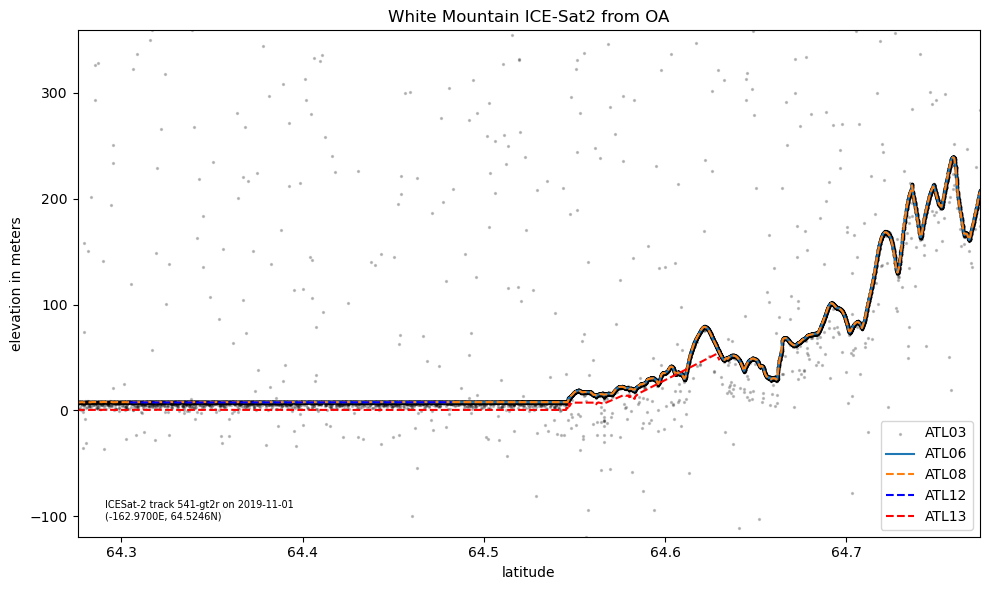 White Mountain ICE-Sat2 from OA
elevation in meters
300
200
100
0
−100
ICESat-2 track 541-gt2r on 2019-11-01
(-162.9700E, 64.5246N)
ATL03
ATL06
ATL08
ATL12
ATL13
64.3 64.4 64.5 64.6 64.7
latitude